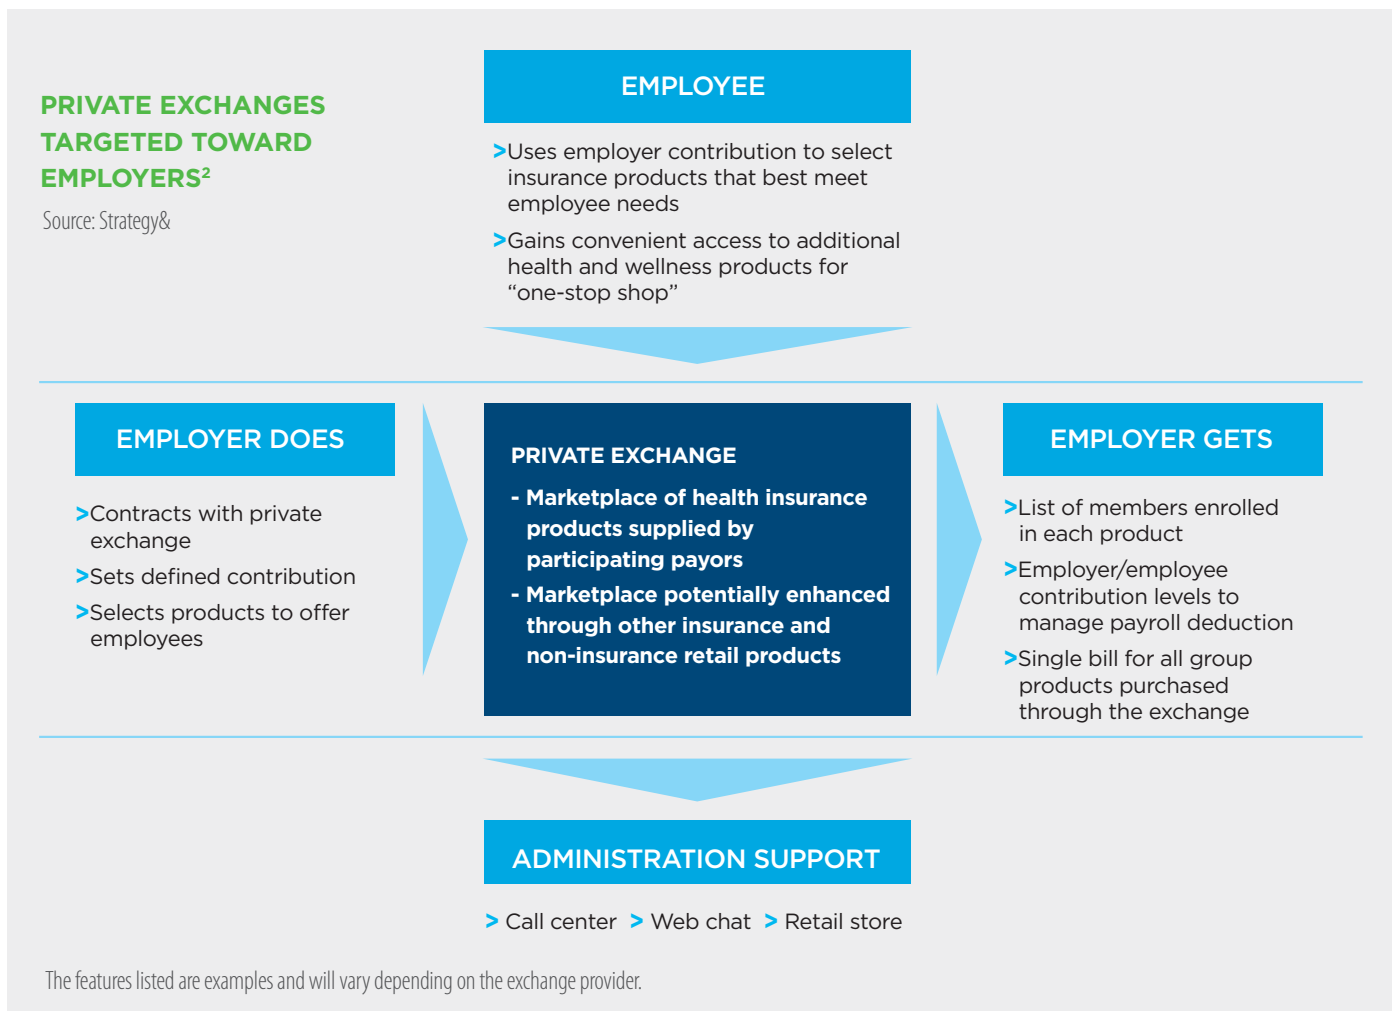 PRIVATE EXCHANGES
TARGETED TOWARD
EMPLOYERS²
Source: Strategy&
EMPLOYEE
>Uses employer contribution to select
insurance products that best meet
employee needs
>Gains convenient access to additional
health and wellness products for
“one-stop shop”
EMPLOYER DOES
>Contracts with private
exchange
>Sets defined contribution
>Selects products to offer
employees
PRIVATE EXCHANGE
- Marketplace of health insurance
products supplied by
participating payors
- Marketplace potentially enhanced
through other insurance and
non-insurance retail products
EMPLOYER GETS
>List of members enrolled
in each product
>Employer/employee
contribution levels to
manage payroll deduction
>Single bill for all group
products purchased
through the exchange
ADMINISTRATION SUPPORT
> Call center > Web chat > Retail store
The features listed are examples and will vary depending on the exchange provider.